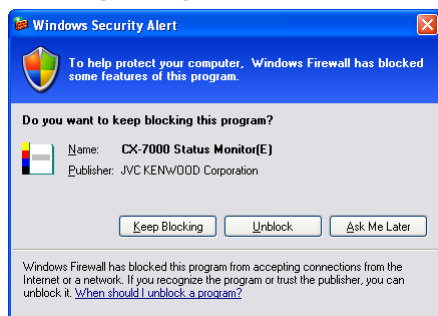 Windows Security Alert
To help protect your computer, Windows Firewall has blocked
some features of this program.
Do you want to keep blocking this program?
Name: CX-7000 Status Monitor(E)
Publisher: JVC KENWOOD Corporation
Keep Blocking Unblock Ask Me Later
Windows Firewall has blocked this program from accepting connections from the
Internet or a network. If you recognize the program or trust the publisher, you can
unblock it. When should I unblock a program?